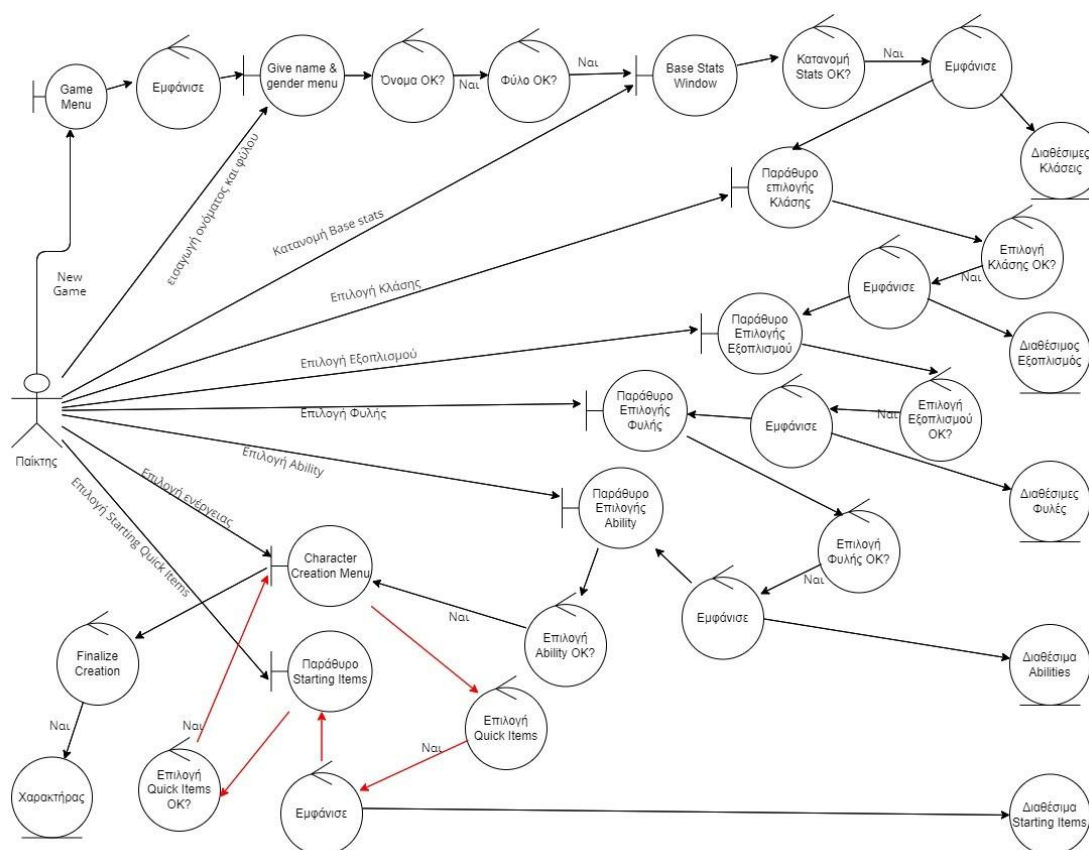 Game
Menu
Εμφάνισε
Give name &
gender menu
Όνομα OK?
Ναι
Φύλο OK?
Ναι
Base Stats
Window
Κατανομή
Stats OK?
Ναι
Εμφάνισε
Διαθέσιμες
Κλάσεις
Παράθυρο
επιλογής
Κλάσης
Επιλογή
Κλάσης OK?
Ναι
Εμφάνισε
εισαγωγή ονόματος και φύλου
Κατανομή Base stats
New
Game
Επιλογή Κλάσης
Παράθυρο
Επιλογής
Εξοπλισμού
Διαθέσιμος
Εξοπλισμός
Επιλογή Εξοπλισμού
Παίκτης
Επιλογή Φυλής
Παράθυρο
Επιλογής
Φυλής
Εμφάνισε
Ναι
Επιλογή
Εξοπλισμού
OK?
Επιλογή Ability
Επιλογή ενέργειας
Επιλογή Starting Quick Items
Παράθυρο
Επιλογής
Ability
Διαθέσιμες
Φυλές
Επιλογή
Φυλής OK?
Ναι
Character
Creation Menu
Εμφάνισε
Ναι
Επιλογή
Ability OK?
Finalize
Creation
Παράθυρο
Starting Items
Διαθέσιμα
Abilities
Ναι
Ναι
Επιλογή
Quick Items
Ναι
Χαρακτήρας
Επιλογή
Quick Items
OK?
Εμφάνισε
Διαθέσιμα
Starting Items